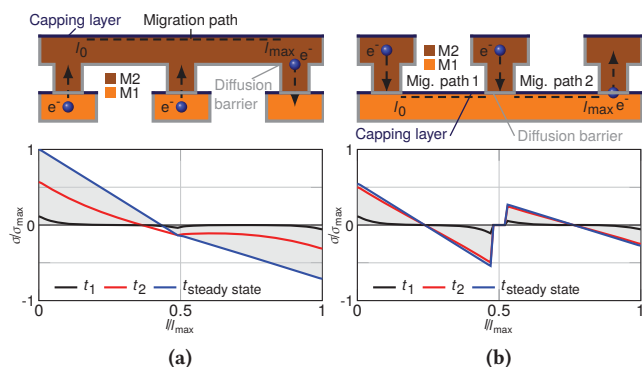 Capping layer Migration path
l0 lmax
e-
M2
M1
Diffusion barrier
e- e-
1
0
-1
σ/σmax
t1 t2 tsteady state
0 0.5 1
l/lmax
(a)
M2
M1
e- e-
Mig. path 1 Mig. path 2
l0 lmax e-
Capping layer Diffusion barrier
1
0
-1
σ/σmax
t1 t2 tsteady state
0 0.5 1
l/lmax
(b)